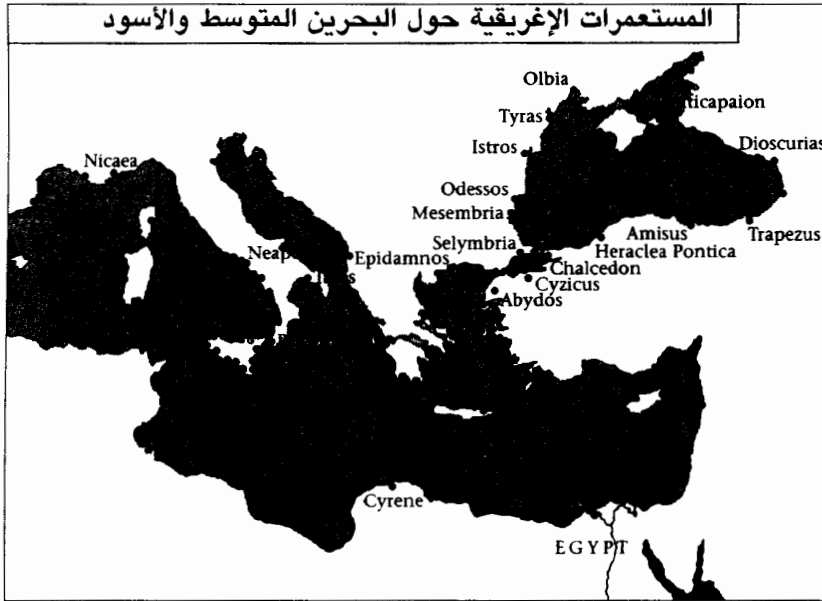 المستعمرات الإغريقية حول البحرين المتوسط والأسود
Olbia
Tyras
Nicaea
Istros
Dioscurias
Odessos
Mesembria
Selymbria
Epidamnos
Amisus
Trapezus
Heraclea Pontica
Chalcedon
Cyzicus
Abydos
Cyrene
EGYPT